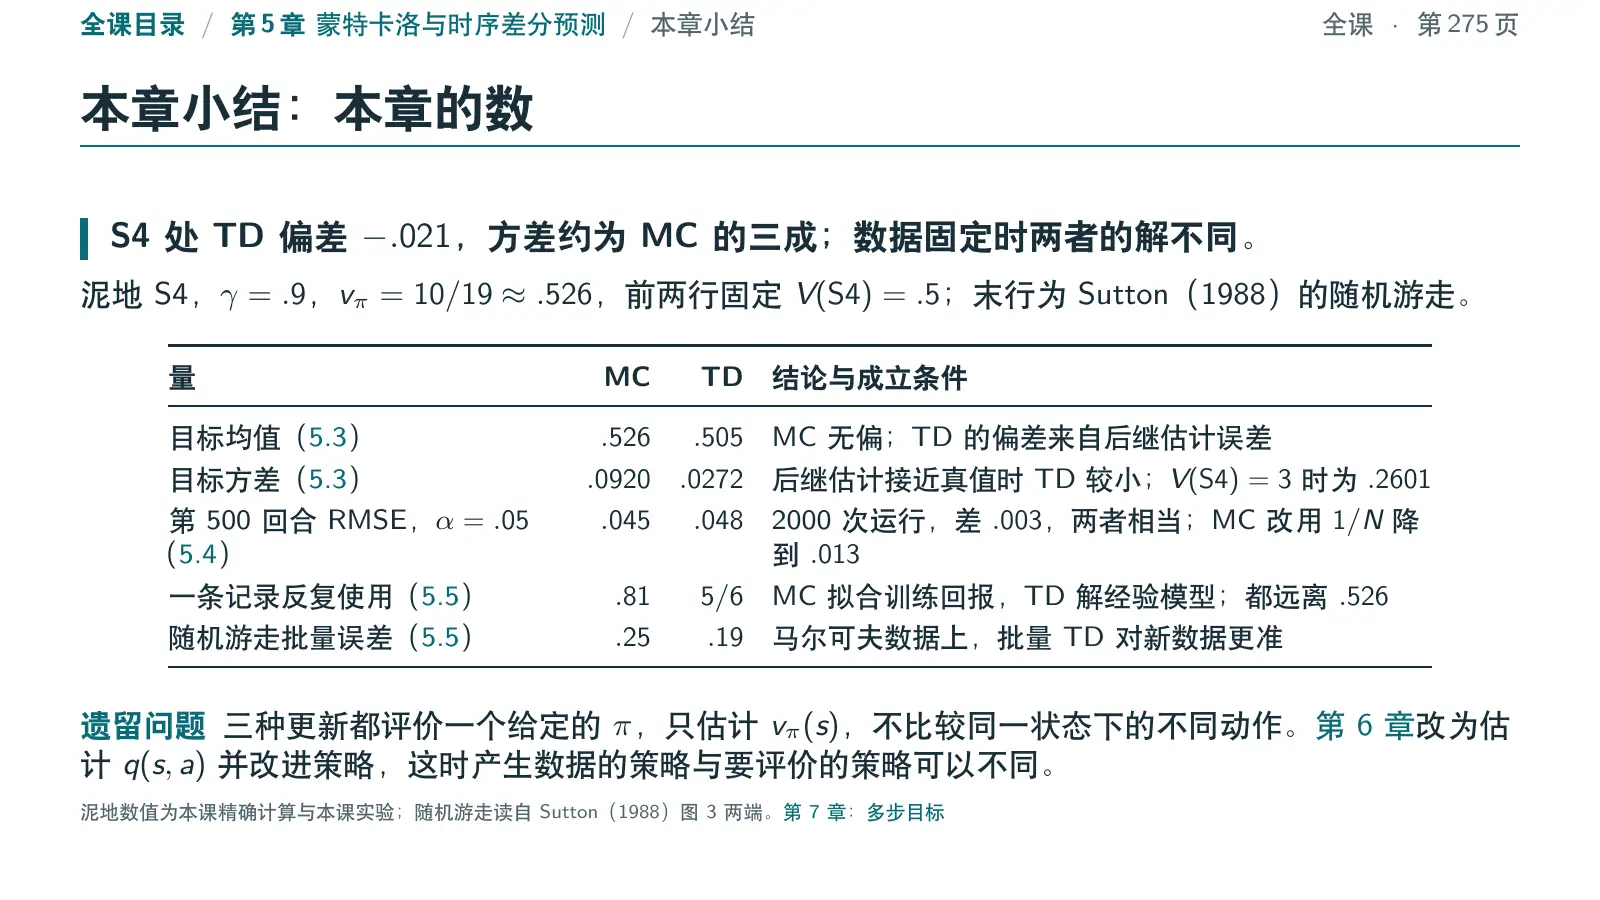 全课目录 / 第 5 章 蒙特卡洛与时序差分预测 / 本章小结
全课 · 第 275 页
本章小结：本章的数
S4 处 TD 偏差 −.021，方差约为 MC 的三成；数据固定时两者的解不同。
泥地 S4，γ = .9，vπ = 10/19 ≈ .526，前两行固定 V(S4) = .5；末行为 Sutton（1988）的随机游走。
量 MC TD 结论与成立条件
目标均值（5.3） .526 .505 MC 无偏；TD 的偏差来自后继估计误差
目标方差（5.3） .0920 .0272 后继估计接近真值时 TD 较小；V(S4) = 3 时为 .2601
第 500 回合 RMSE，α = .05 .045 .048 2000 次运行，差 .003，两者相当；MC 改用 1/N 降
（5.4） 到 .013
一条记录反复使用（5.5） .81 5/6 MC 拟合训练回报，TD 解经验模型；都远离 .526
随机游走批量误差（5.5） .25 .19 马尔可夫数据上，批量 TD 对新数据更准
遗留问题 三种更新都评价一个给定的 π，只估计 vπ(s)，不比较同一状态下的不同动作。第 6 章改为估
计 q(s, a) 并改进策略，这时产生数据的策略与要评价的策略可以不同。
泥地数值为本课精确计算与本课实验；随机游走读自 Sutton（1988）图 3 两端。第 7 章：多步目标